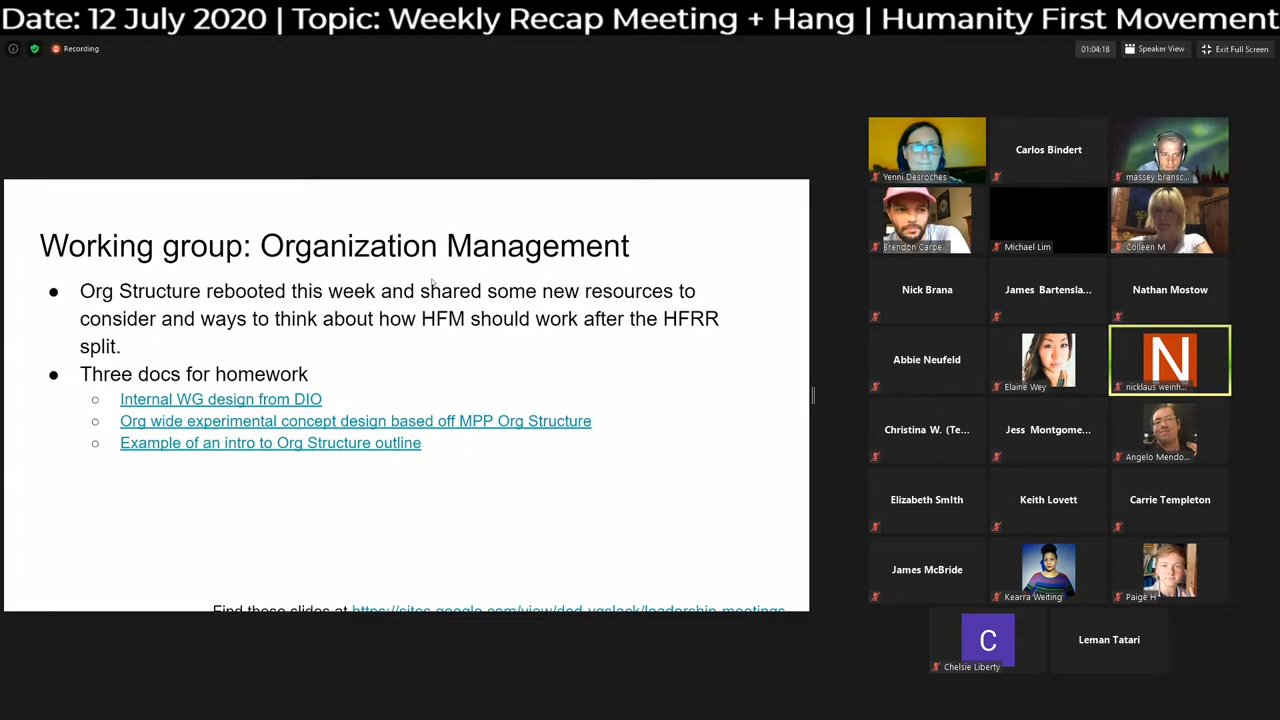 Date: 12 July 2020 | Topic: Weekly Recap Meeting + Hang | Humanity First Movement
Recording
01:04:18
Speaker View
Exit Full Screen
Working group: Organization Management
Org Structure rebooted this week and shared some new resources to
consider and ways to think about how HFM should work after the HFRR
split.
Three docs for homework
Internal WG design from DIO
Org wide experimental concept design based off MPP Org Structure
Example of an intro to Org Structure outline
Find these slides at https://sites.google.com/view/ded-ygslack/leadership-meetings
Yenni Desroches
Carlos Bindert
massey bransc...
Brendon Carpe...
Michael Lim
Colleen M
Nick Brana
James Bartensla...
Nathan Mostow
Abbie Neufeld
Elaine Wey
N
nicklaus weinh...
Christina W. (Te...
Jess Montgome...
Angelo Mendo...
Elizabeth SmIth
Keith Lovett
Carrie Templeton
James McBride
Kearra Weiting
Paige H
C
Chelsie Liberty
Leman Tatari